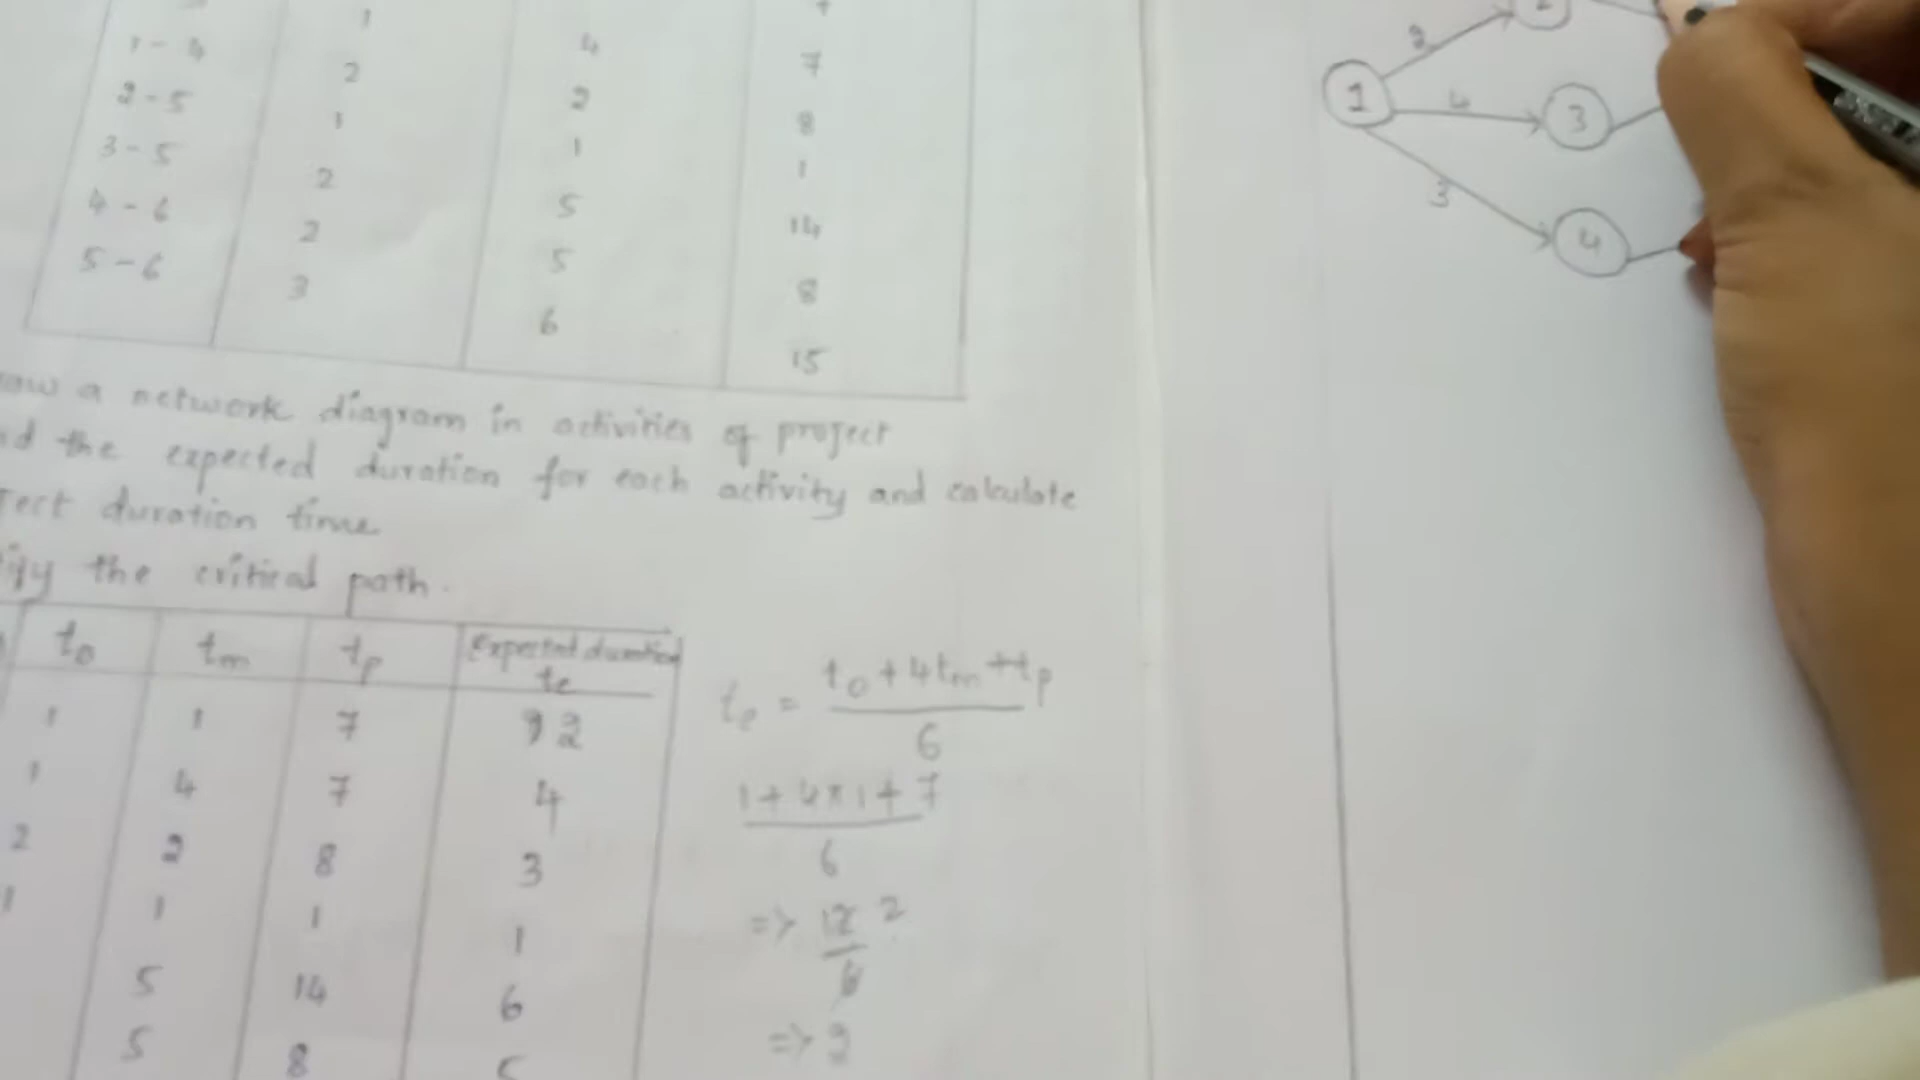 1
1 - 4 2 4 7
2 - 5 1 2 8
3 - 5 2 1 1
4 - 6 2 5 14
5 - 6 3 5 8
6 15
a network diagram in activities of project
the expected duration for each activity and calculate
duration time
the critical path.
to tm tp Expected duration te
1 1 7 2
1 4 7 4
2 2 8 3
1 1 1 1
5 14 6
5 8 5
te = to + 4tm + tp
6
1 + 4 x 1 + 7
6
=> 12 2
6
=> 2
1 2
4 3
3 4